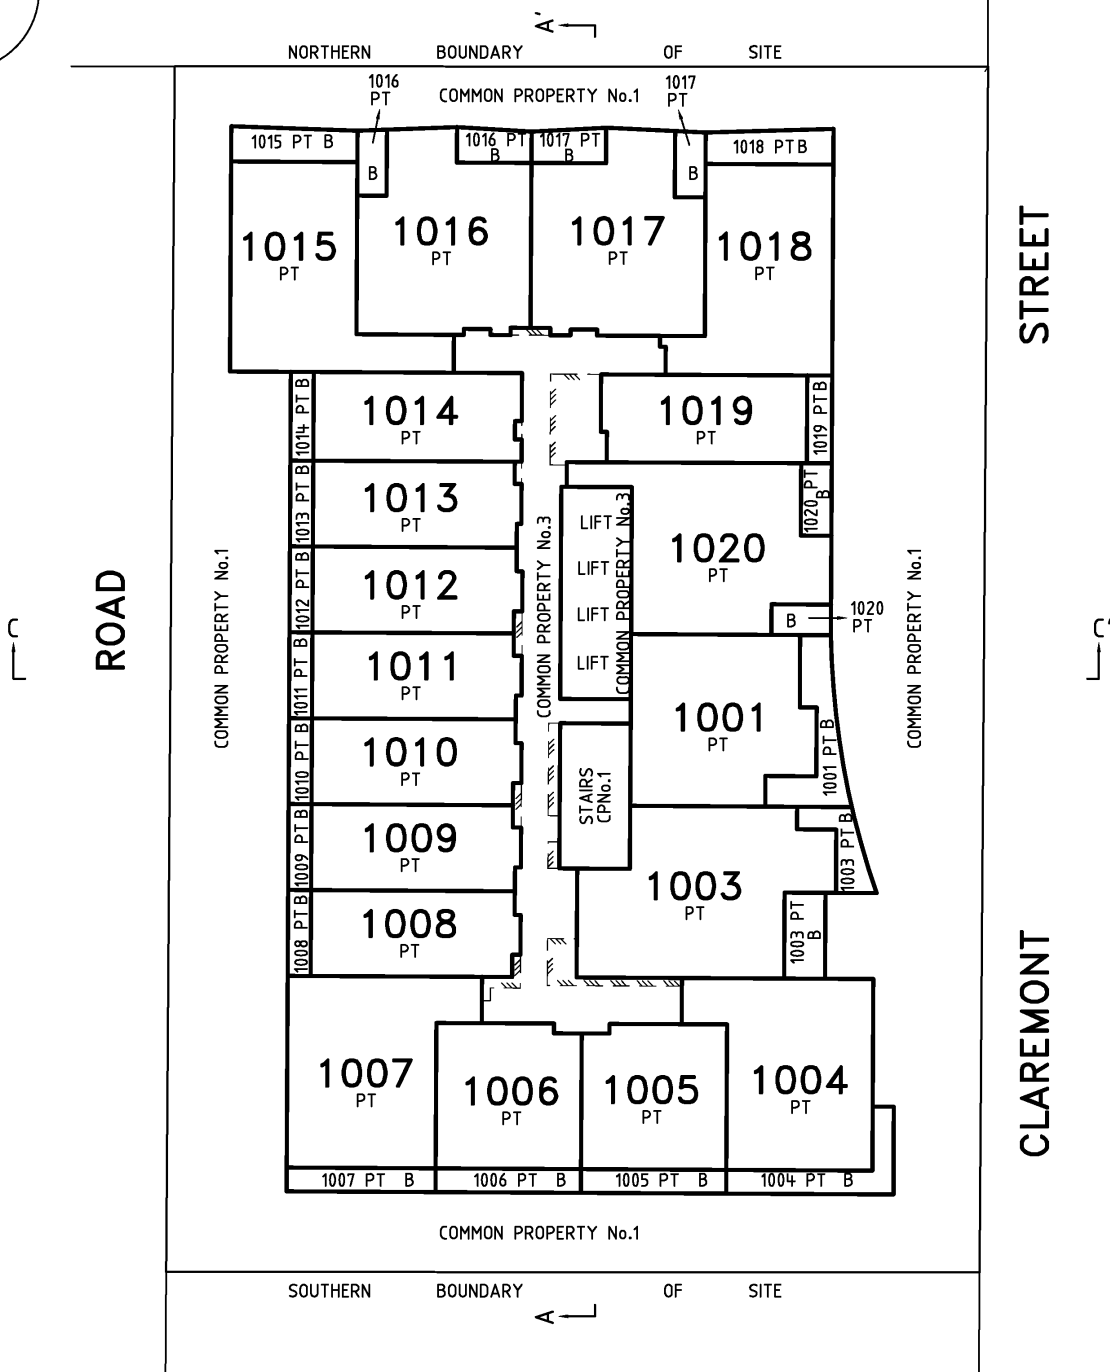 A'
NORTHERN BOUNDARY OF SITE
1016
PT
COMMON PROPERTY No.1
1017
PT
1015 PT B
B
1016 PT
B
1017 PT
B
B
1018 PT B
1015
PT
1016
PT
1017
PT
1018
PT
STREET
1014 PT B
1014
PT
1019
PT
1019 PT B
1013 PT B
1013
PT
COMMON PROPERTY No.3
LIFT
LIFT
LIFT
LIFT
COMMON PROPERTY No.3
1020
PT
1020 PT
B
B
1020
PT
1012 PT B
1012
PT
COMMON PROPERTY No.1
COMMON PROPERTY No.1
ROAD
C
C'
1011 PT B
1011
PT
1001
PT
1001 PT B
1010 PT B
1010
PT
STAIRS
CPNo.1
1009 PT B
1009
PT
1003
PT
1003 PT B
1003 PT
B
1008 PT B
1008
PT
CLAREMONT
1007
PT
1006
PT
1005
PT
1004
PT
1007 PT B
1006 PT B
1005 PT B
1004 PT B
COMMON PROPERTY No.1
SOUTHERN BOUNDARY OF SITE
A